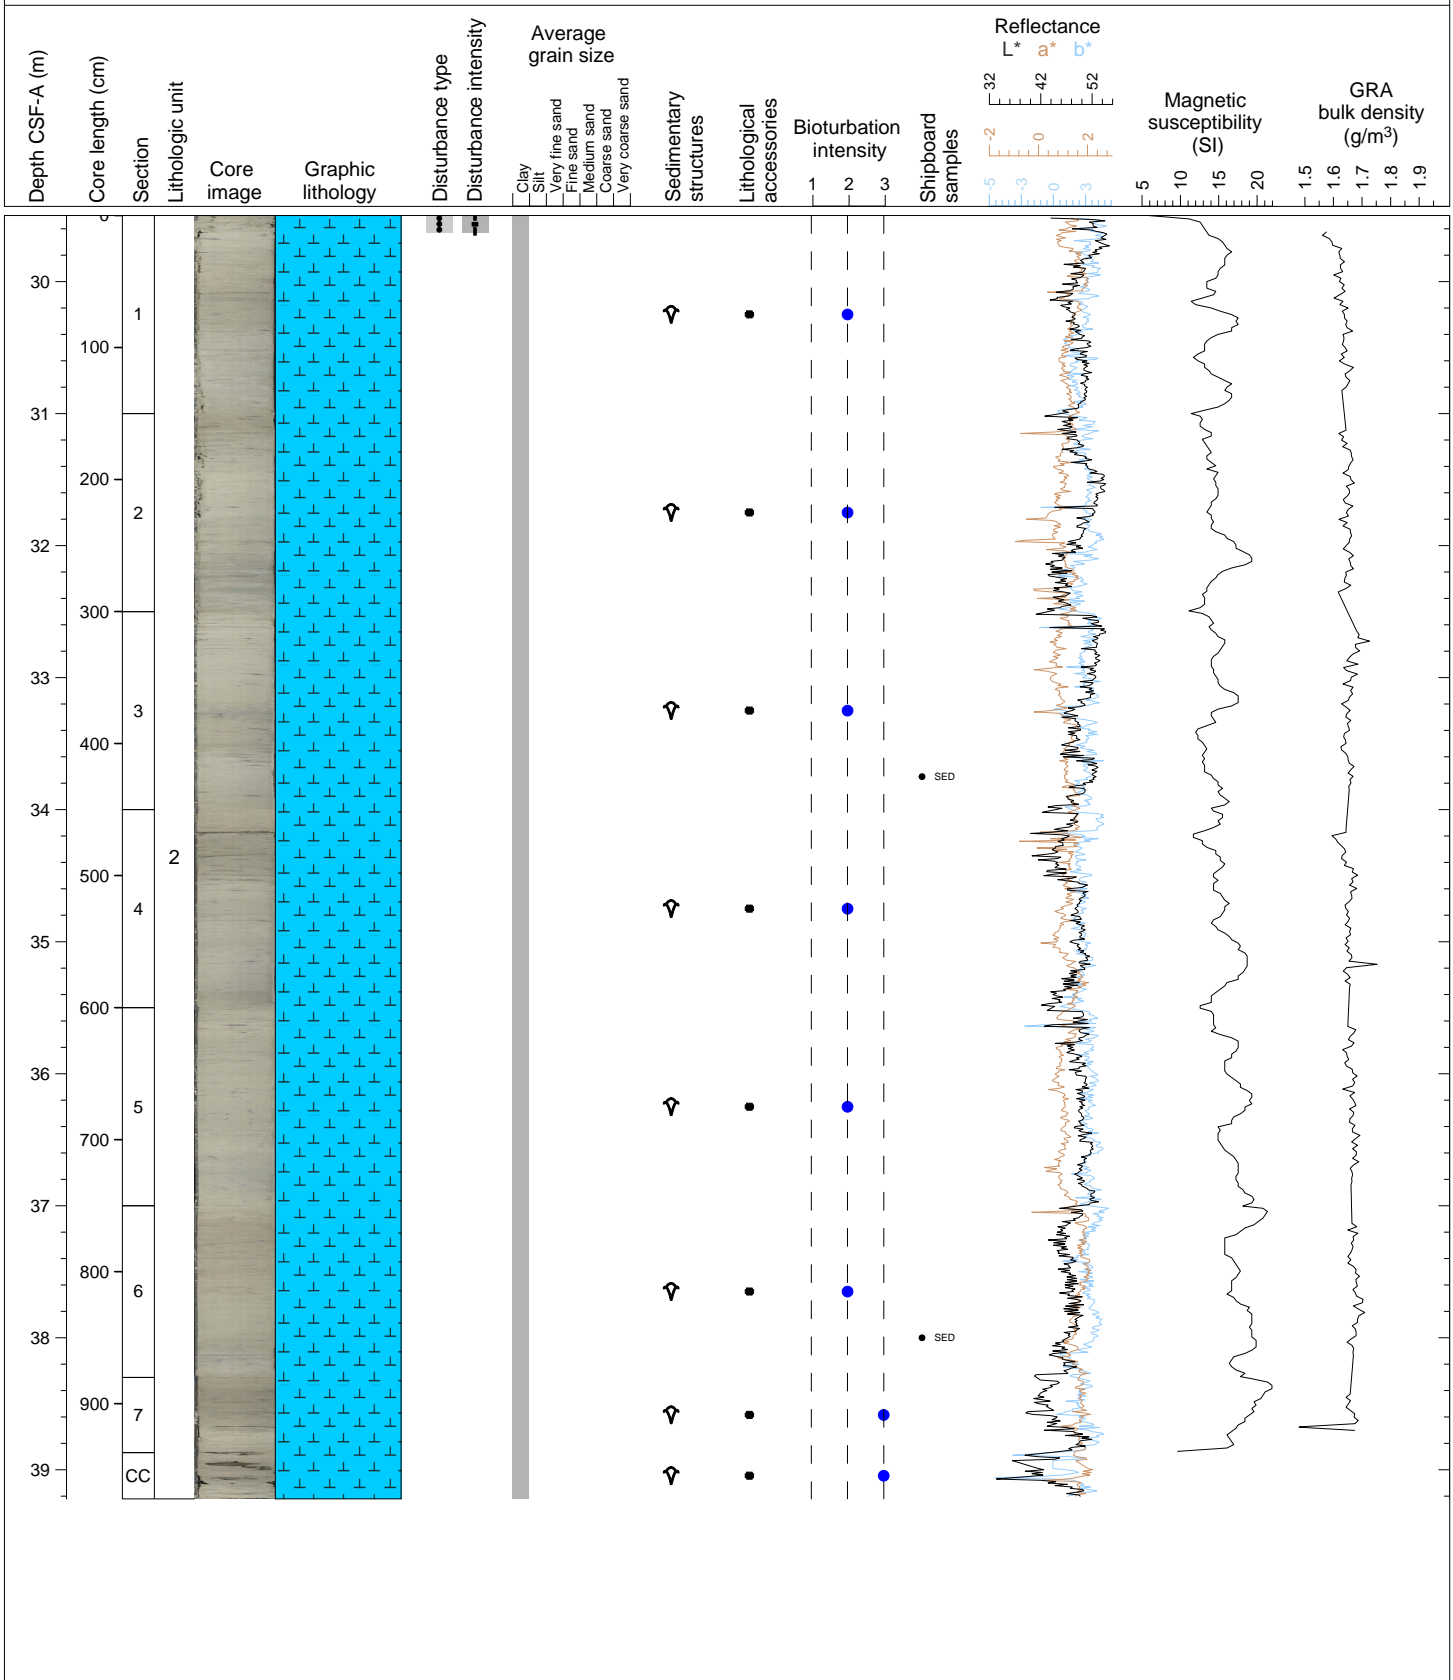 Depth CSF-A (m)
Core length (cm)
Section
Lithologic unit
Core
image
Graphic
lithology
Disturbance type
Disturbance intensity
Average
grain size
Clay
Silt
Very fine sand
Fine sand
Medium sand
Coarse sand
Very coarse sand
Sedimentary
structures
Lithological
accessories
Bioturbation
intensity
1 2 3
Shipboard
samples
Reflectance
L* a* b*
32 42 52
-2 0 2
-5 -3 0 3
Magnetic
susceptibility
(SI)
5 10 15 20
GRA
bulk density
(g/m3)
1.5 1.6 1.7 1.8 1.9
0
30
1
100
31
200
2
32
300
33
3
400
SED
34
2
500
4
35
600
36
5
700
37
800
6
38
SED
900
7
39
CC